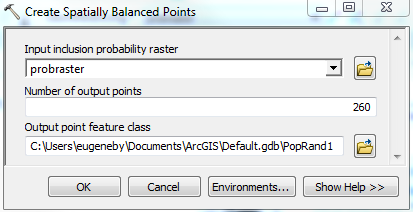 Create Spatially Balanced Points
Input inclusion probability raster
probraster
Number of output points
260
Output point feature class
C:\Users\eugeneby\Documents\ArcGIS\Default.gdb\PopRand1
OK Cancel Environments... Show Help >>